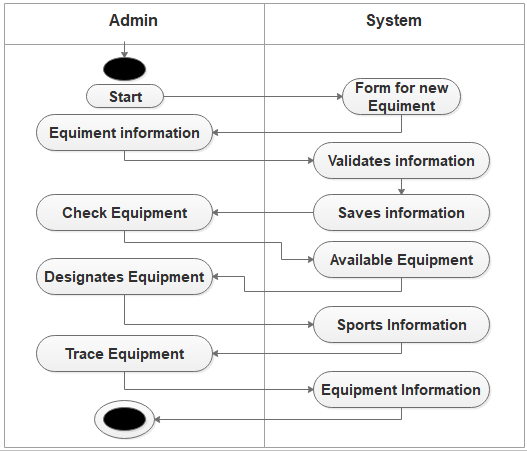 Admin
System
Start
Form for new
Equiment
Equiment information
Validates information
Saves information
Check Equipment
Available Equipment
Designates Equipment
Sports Information
Trace Equipment
Equipment Information